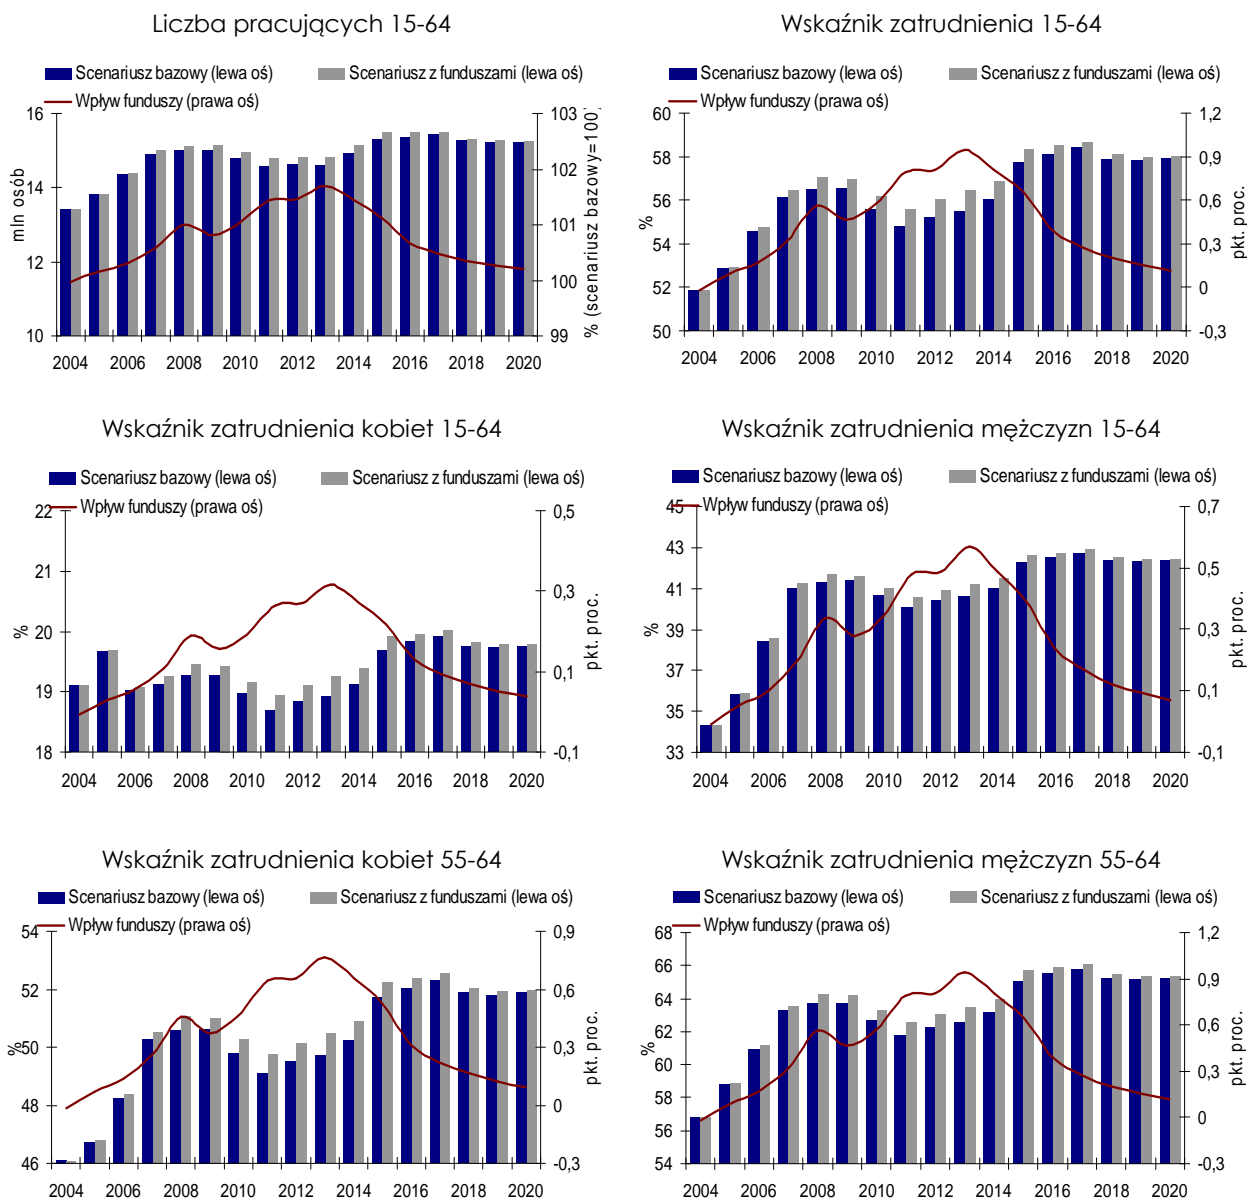 Liczba pracujących 15-64
Scenariusz bazowy (lewa oś)
Scenariusz z funduszami (lewa oś)
Wpływ funduszy (prawa oś)
mln osób
16
14
12
10
103
102
101
100
99
% (scenariusz bazowy=100)
2004 2006 2008 2010 2012 2014 2016 2018 2020
Wskaźnik zatrudnienia 15-64
Scenariusz bazowy (lewa oś)
Scenariusz z funduszami (lewa oś)
Wpływ funduszy (prawa oś)
%
60
58
56
54
52
50
1,2
0,9
0,6
0,3
0
-0,3
pkt. proc.
2004 2006 2008 2010 2012 2014 2016 2018 2020
Wskaźnik zatrudnienia kobiet 15-64
Scenariusz bazowy (lewa oś)
Scenariusz z funduszami (lewa oś)
Wpływ funduszy (prawa oś)
%
22
21
20
19
18
0,5
0,3
0,1
-0,1
pkt. proc.
2004 2006 2008 2010 2012 2014 2016 2018 2020
Wskaźnik zatrudnienia mężczyzn 15-64
Scenariusz bazowy (lewa oś)
Scenariusz z funduszami (lewa oś)
Wpływ funduszy (prawa oś)
%
45
43
41
39
37
35
33
0,7
0,5
0,3
0,1
-0,1
pkt. proc.
2004 2006 2008 2010 2012 2014 2016 2018 2020
Wskaźnik zatrudnienia kobiet 55-64
Scenariusz bazowy (lewa oś)
Scenariusz z funduszami (lewa oś)
Wpływ funduszy (prawa oś)
%
54
52
50
48
46
0,9
0,6
0,3
0
-0,3
pkt. proc.
2004 2006 2008 2010 2012 2014 2016 2018 2020
Wskaźnik zatrudnienia mężczyzn 55-64
Scenariusz bazowy (lewa oś)
Scenariusz z funduszami (lewa oś)
Wpływ funduszy (prawa oś)
%
68
66
64
62
60
58
56
54
1,2
0,9
0,6
0,3
0
-0,3
pkt. proc.
2004 2006 2008 2010 2012 2014 2016 2018 2020